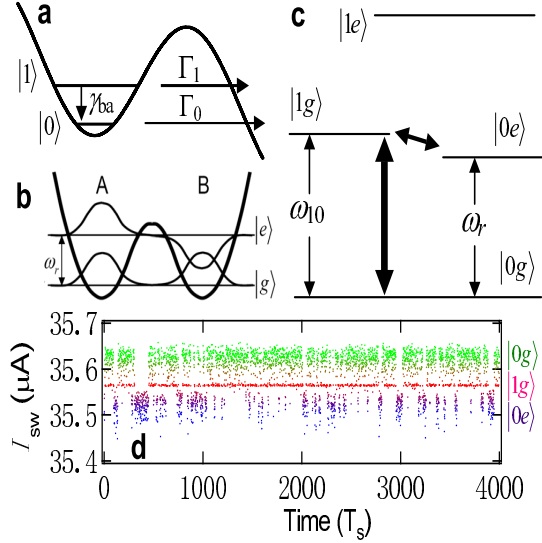 a
|1⟩
|0⟩
γba
Γ1
Γ0
b
A
B
|e⟩
|g⟩
ωr
c
|1e⟩
|1g⟩
|0e⟩
ω10
ωr
|0g⟩
35.7
35.6
35.5
35.4
Isw (μA)
d
|0g⟩
|1g⟩
|0e⟩
0
1000
2000
3000
4000
Time (Ts)